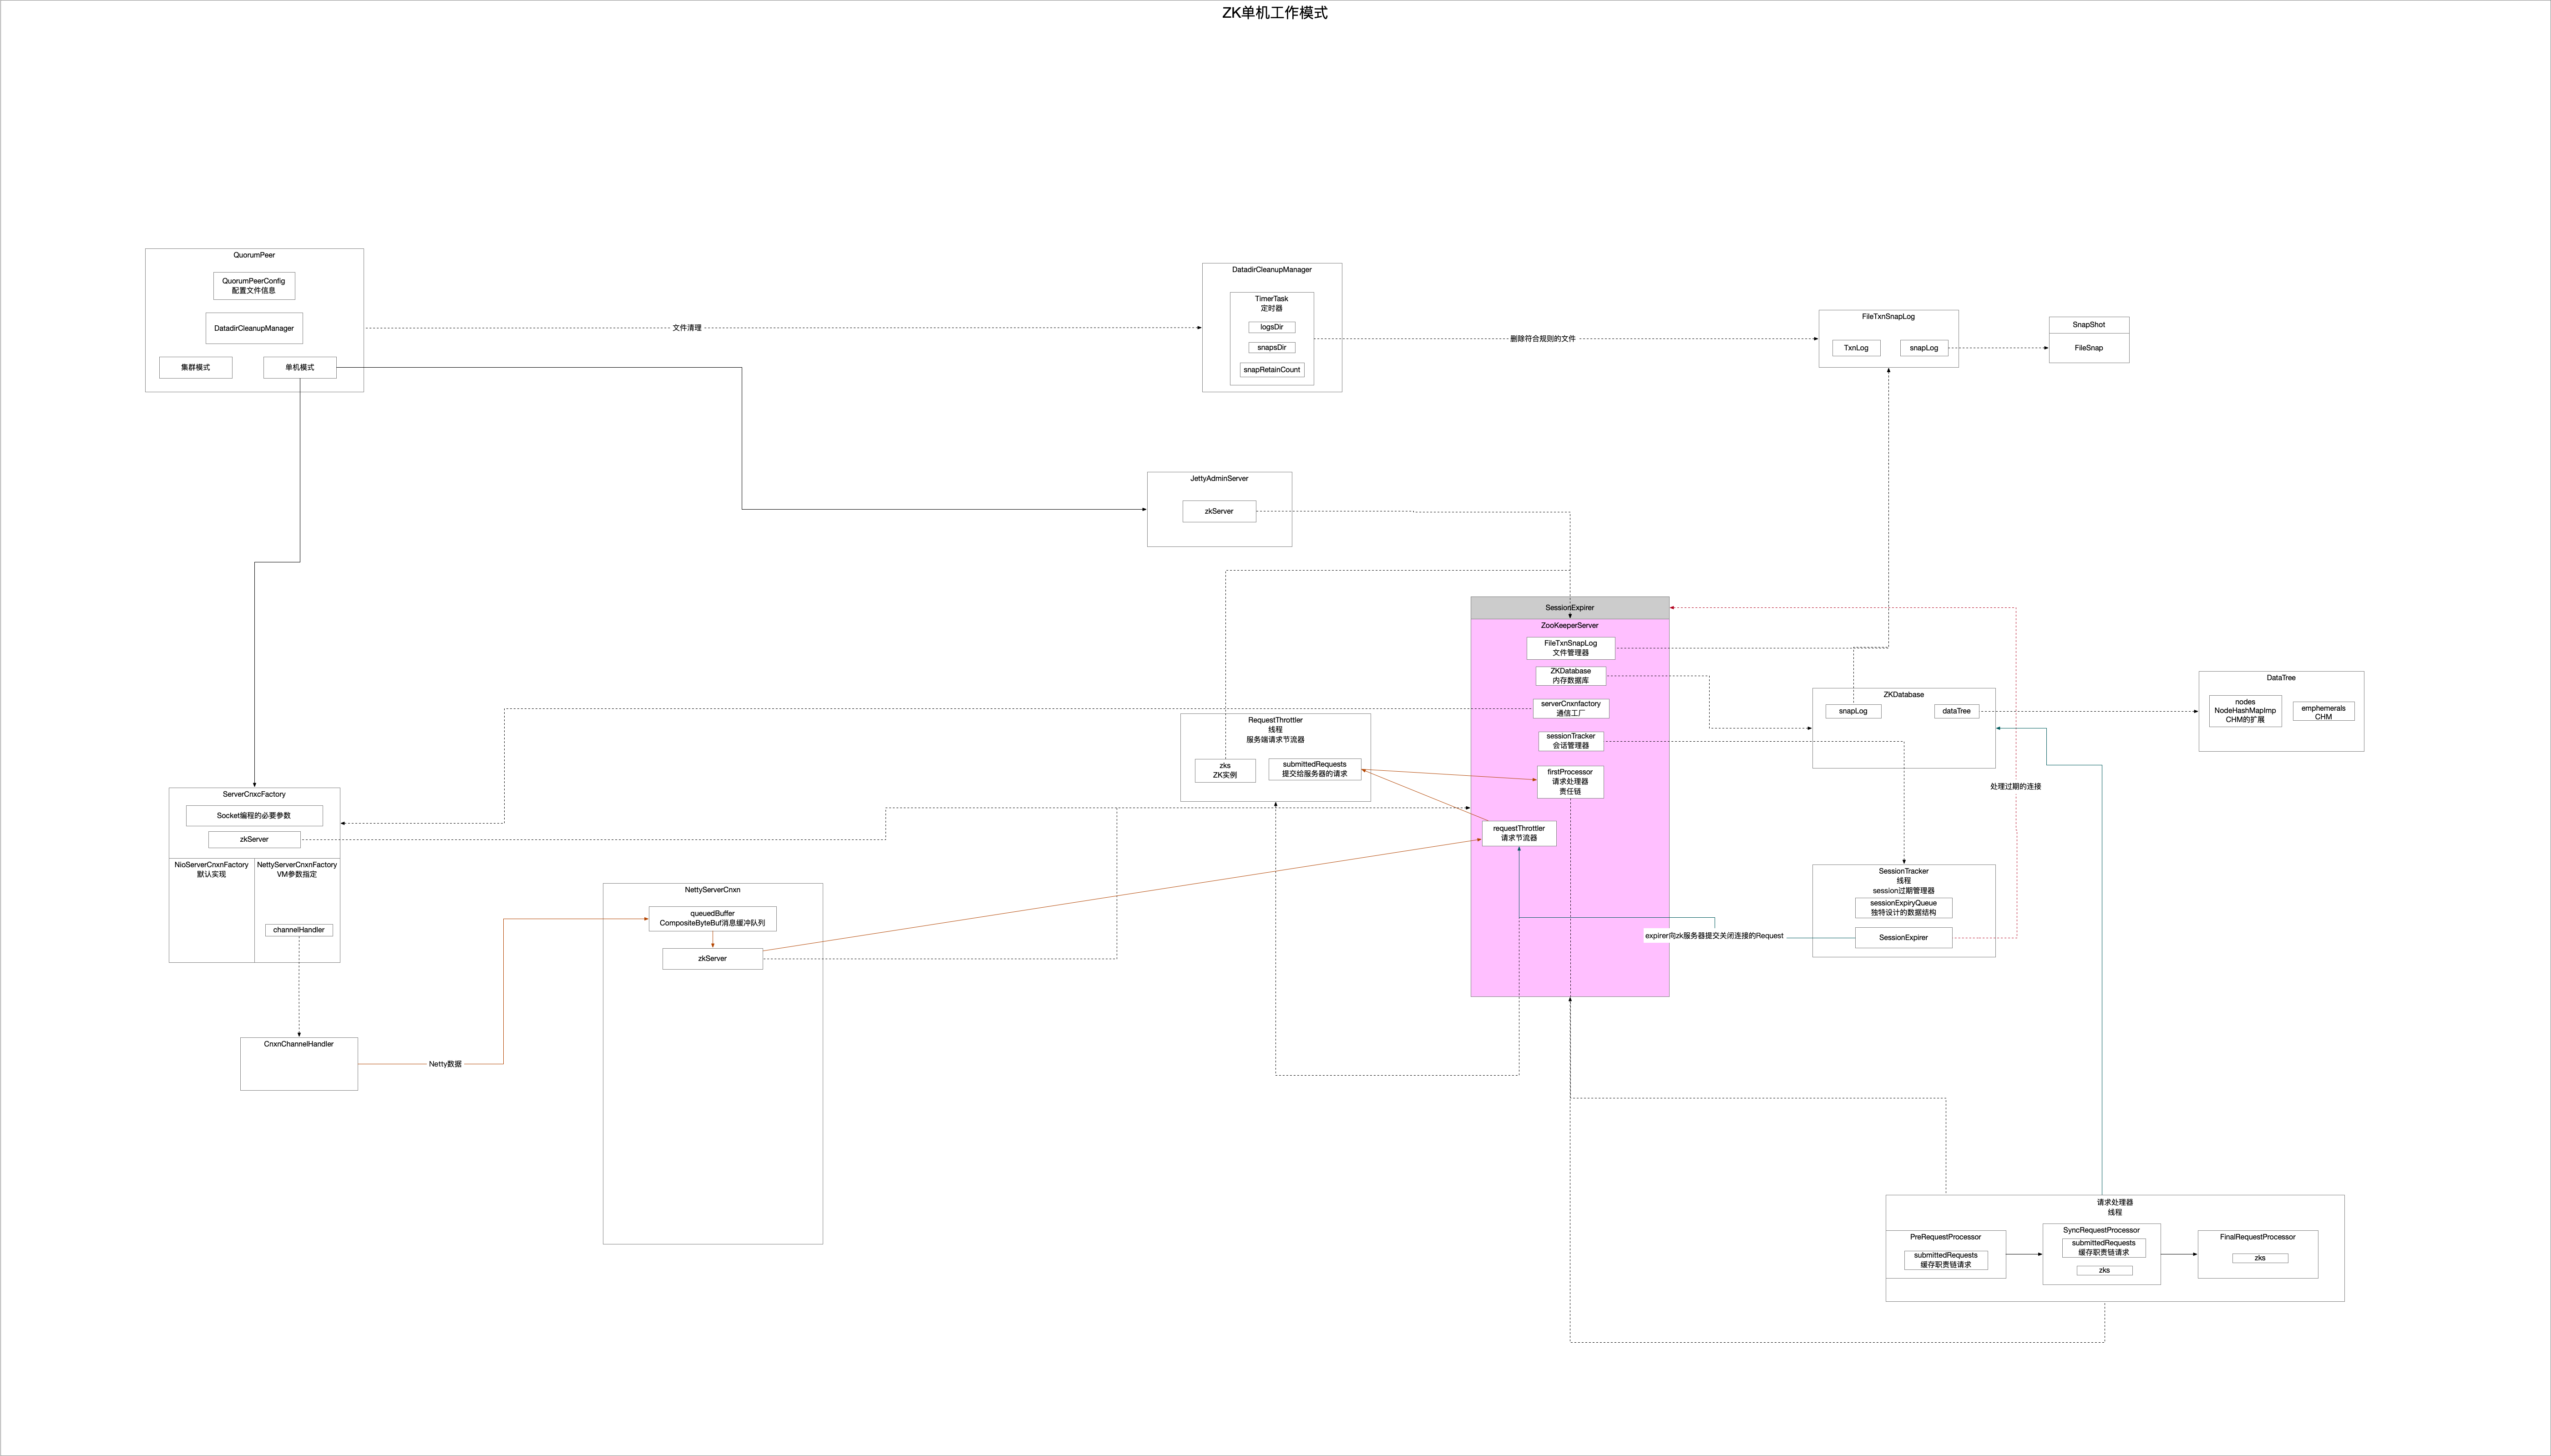 ZK单机工作模式
QuorumPeer
QuorumPeerConfig
配置文件信息
DatadirCleanupManager
集群模式
单机模式
文件清理
DatadirCleanupManager
TimerTask
定时器
logsDir
snapsDir
snapRetainCount
删除符合规则的文件
FileTxnSnapLog
TxnLog
snapLog
SnapShot
FileSnap
JettyAdminServer
zkServer
SessionExpirer
ZooKeeperServer
FileTxnSnapLog
文件管理器
ZKDatabase
内存数据库
serverCnxnfactory
通信工厂
sessionTracker
会话管理器
firstProcessor
请求处理器
责任链
requestThrottler
请求节流器
RequestThrottler
线程
服务端请求节流器
zks
ZK实例
submittedRequests
提交给服务器的请求
ZKDatabase
snapLog
dataTree
DataTree
nodes
NodeHashMapImp
CHM的扩展
emphemerals
CHM
处理过期的连接
ServerCnxcFactory
Socket编程的必要参数
zkServer
NioServerCnxnFactory
默认实现
NettyServerCnxnFactory
VM参数指定
channelHandler
CnxnChannelHandler
Netty数据
NettyServerCnxn
queuedBuffer
CompositeByteBuf消息缓冲队列
zkServer
SessionTracker
线程
session过期管理器
sessionExpiryQueue
独特设计的数据结构
SessionExpirer
expirer向zk服务器提交关闭连接的Request
请求处理器
线程
PreRequestProcessor
submittedRequests
缓存职责链请求
SyncRequestProcessor
submittedRequests
缓存职责链请求
zks
FinalRequestProcessor
zks